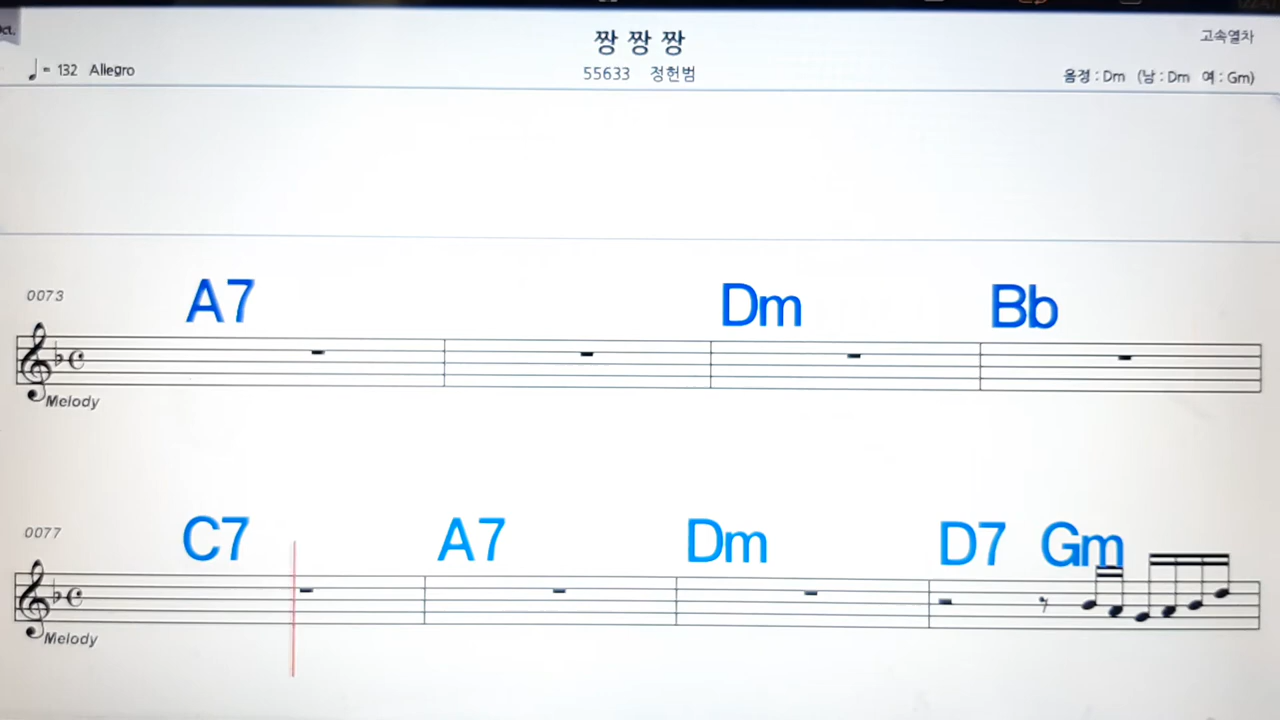 짱 짱 짱
고속열차
♩= 132 Allegro
55633 정헌범
음정 : Dm (남 : Dm 여 : Gm)
A7 Dm Bb
0073
Melody
C7 A7 Dm D7 Gm
0077
Melody